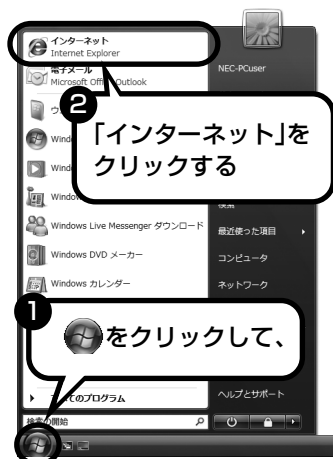 インターネット
Internet Explorer
電子メール
Microsoft Office Outlook
NEC-PCuser
2
「インターネット」を
クリックする
検索
Windows Live Messenger ダウンロード
最近使った項目
Windows DVD メーカー
コンピュータ
Windows カレンダー
ネットワーク
1
をクリックして、
プログラム
ヘルプとサポート
検索の開始